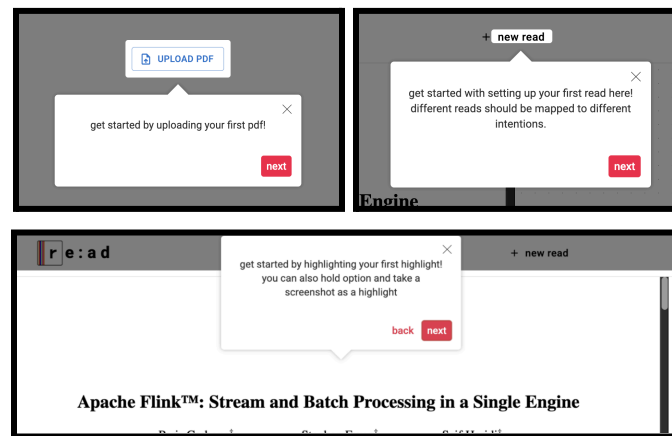 UPLOAD PDF
get started by uploading your first pdf!
next
+ new read
get started with setting up your first read here!
different reads should be mapped to different
intentions.
next
Engine
re:ad
get started by highlighting your first highlight!
you can also hold option and take a
screenshot as a highlight
back next
+ new read
Apache Flink™: Stream and Batch Processing in a Single Engine